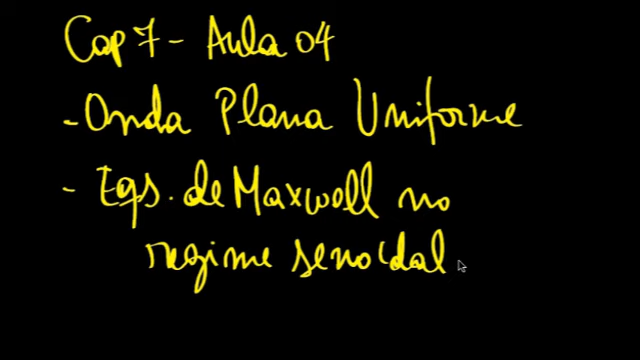 Cap 7 - Aula 04
- Onda Plana Uniforme
- Eqs. de Maxwell no
regime senoidal